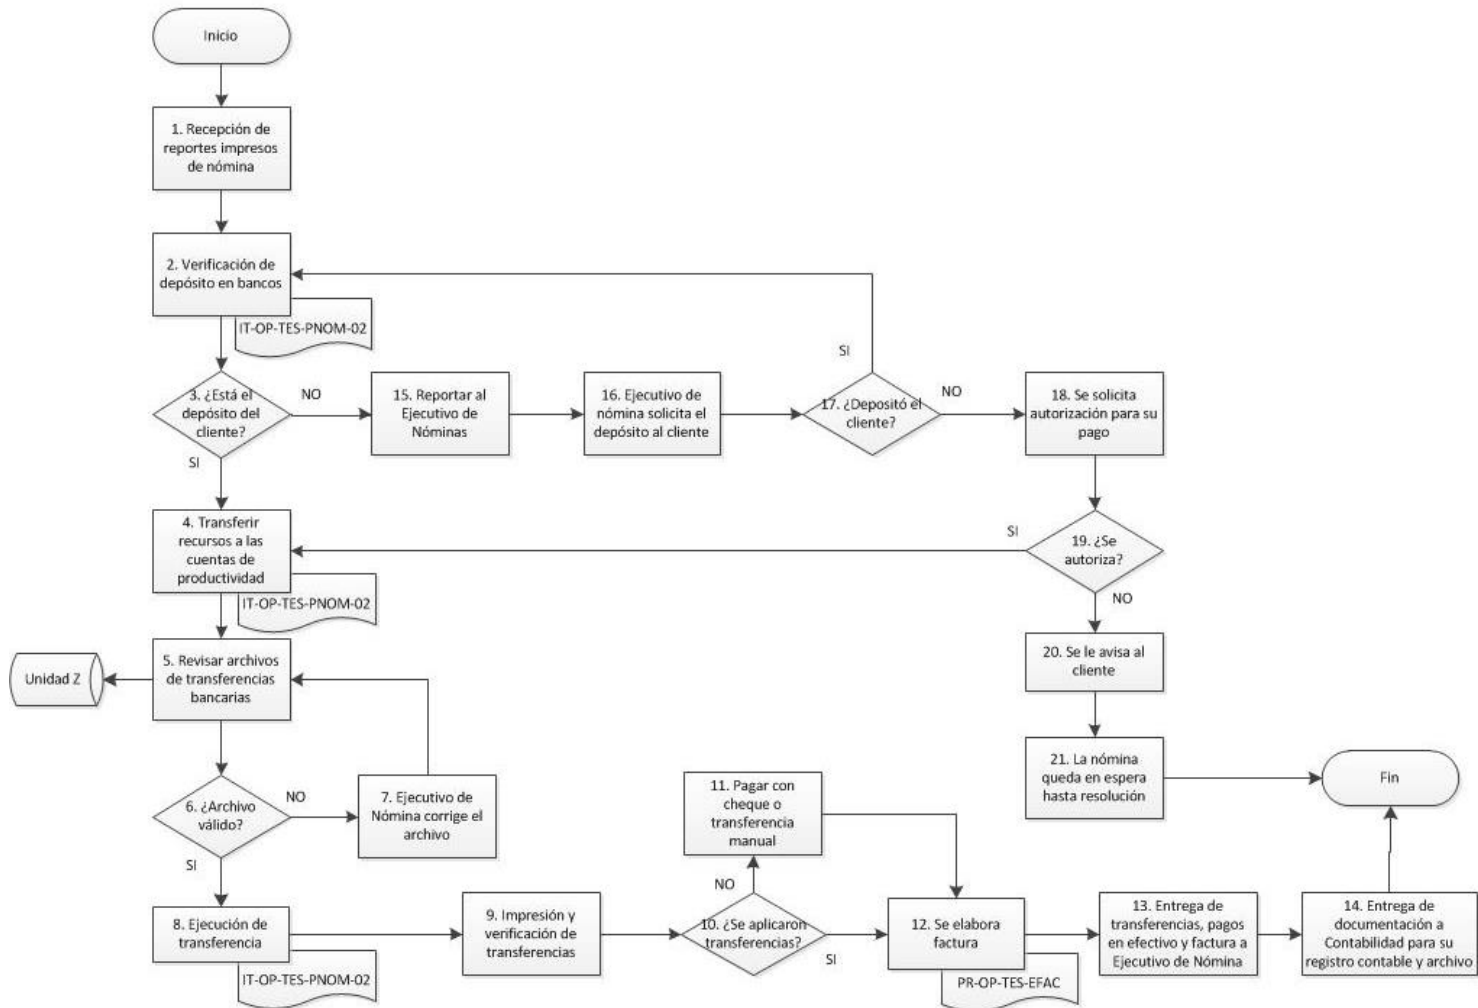 Inicio
1. Recepción de
reportes impresos
de nómina
2. Verificación de
depósito en bancos
IT-OP-TES-PNOM-02
3. ¿Está el
depósito del
cliente?
NO
SI
15. Reportar al
Ejecutivo de
Nóminas
16. Ejecutivo de
nómina solicita el
depósito al cliente
17. ¿Depositó el
cliente?
SI
NO
18. Se solicita
autorización para su
pago
4. Transferir
recursos a las
cuentas de
productividad
IT-OP-TES-PNOM-02
SI
19. ¿Se
autoriza?
NO
20. Se le avisa al
cliente
21. La nómina
queda en espera
hasta resolución
Fin
Unidad Z
5. Revisar archivos
de transferencias
bancarias
6. ¿Archivo
válido?
NO
SI
7. Ejecutivo de
Nómina corrige el
archivo
8. Ejecución de
transferencia
IT-OP-TES-PNOM-02
9. Impresión y
verificación de
transferencias
10. ¿Se aplicaron
transferencias?
NO
SI
11. Pagar con
cheque o
transferencia
manual
12. Se elabora
factura
PR-OP-TES-EFAC
13. Entrega de
transferencias, pagos
en efectivo y factura a
Ejecutivo de Nómina
14. Entrega de
documentación a
Contabilidad para su
registro contable y archivo